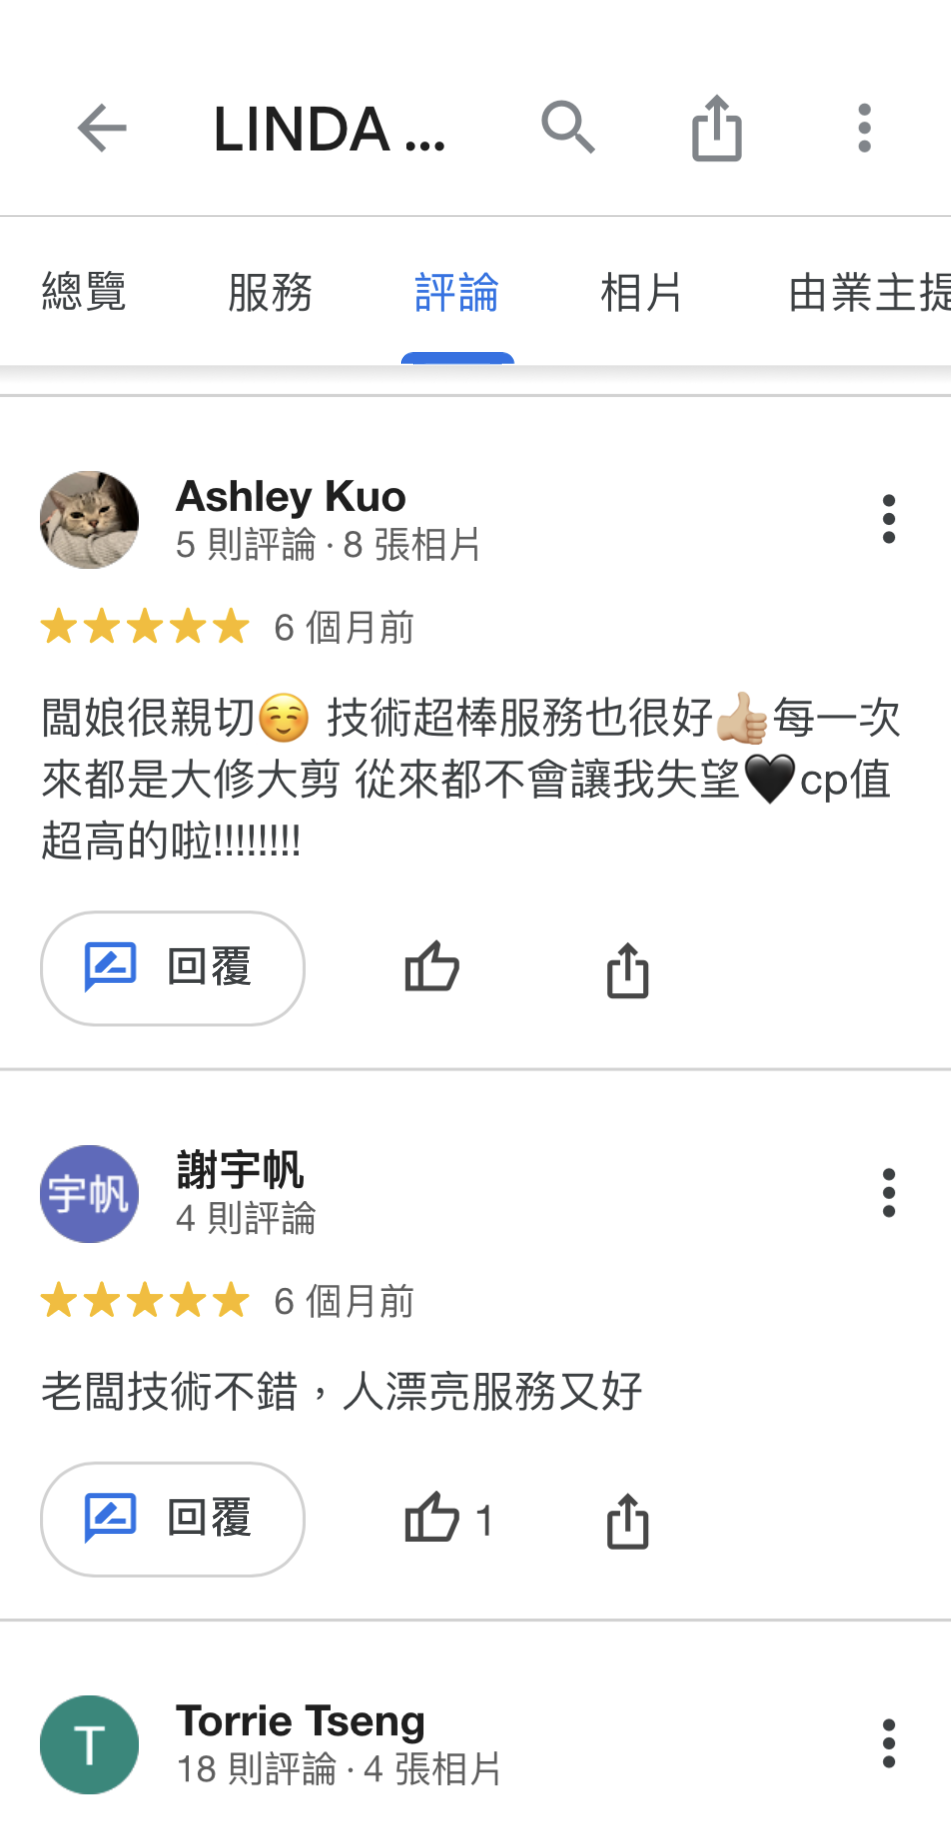 LINDA ...
總覽 服務 評論 相片 由業主提
Ashley Kuo
5 則評論 · 8 張相片
6 個月前
闆娘很親切☺️ 技術超棒服務也很好👍🏼每一次
來都是大修大剪 從來都不會讓我失望🖤cp值
超高的啦!!!!!!!!
回覆
宇帆
謝宇帆
4 則評論
6 個月前
老闆技術不錯，人漂亮服務又好
回覆
1
T
Torrie Tseng
18 則評論 · 4 張相片